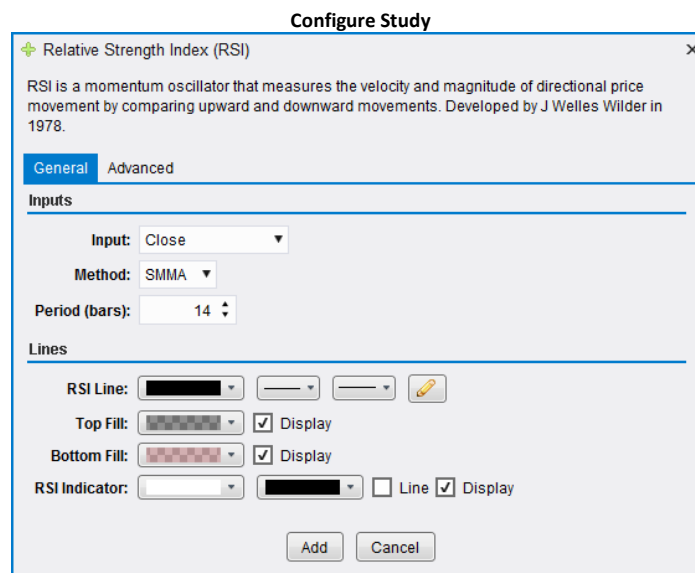 Configure Study
Relative Strength Index (RSI)
RSI is a momentum oscillator that measures the velocity and magnitude of directional price
movement by comparing upward and downward movements. Developed by J Welles Wilder in
1978.
General Advanced
Inputs
Input: Close
Method: SMMA
Period (bars): 14
Lines
RSI Line:
Top Fill: Display
Bottom Fill: Display
RSI Indicator: Line Display
Add Cancel